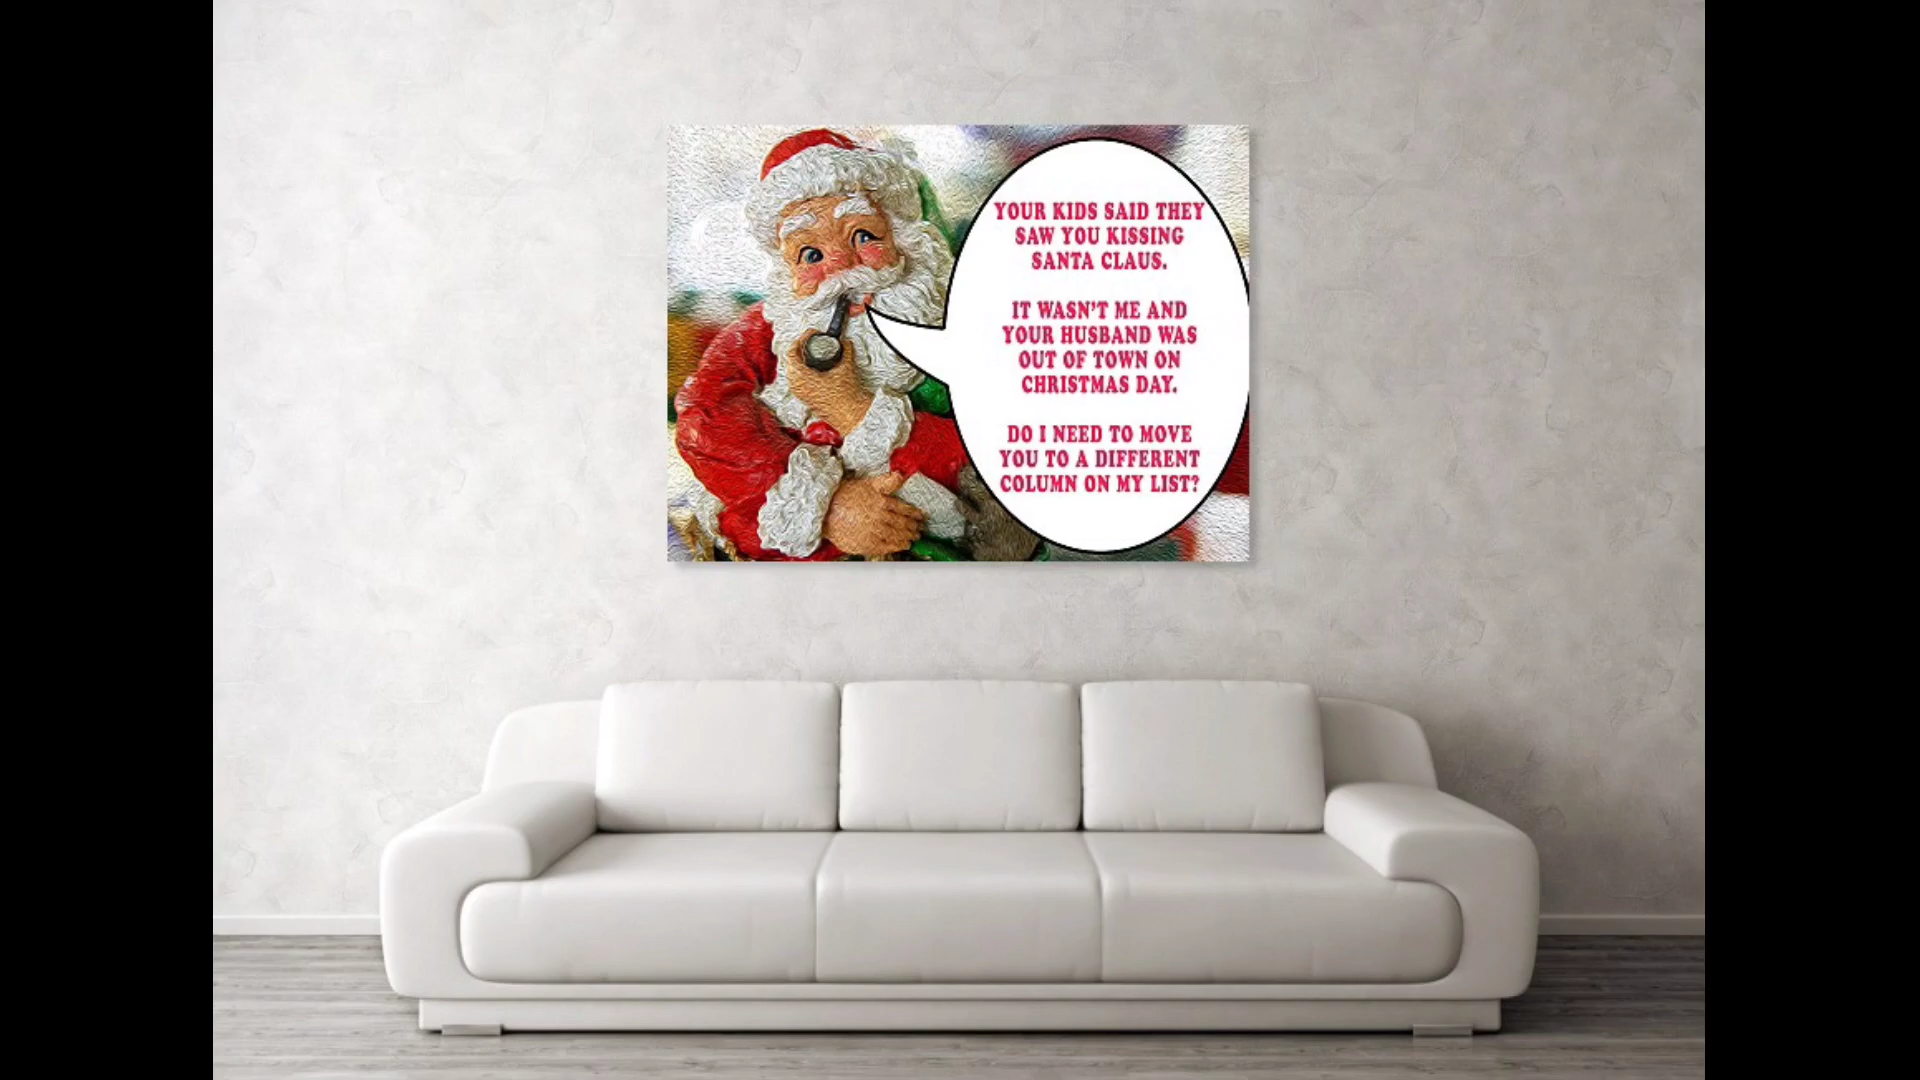 YOUR KIDS SAID THEY
SAW YOU KISSING
SANTA CLAUS.
IT WASN'T ME AND
YOUR HUSBAND WAS
OUT OF TOWN ON
CHRISTMAS DAY.
DO I NEED TO MOVE
YOU TO A DIFFERENT
COLUMN ON MY LIST?